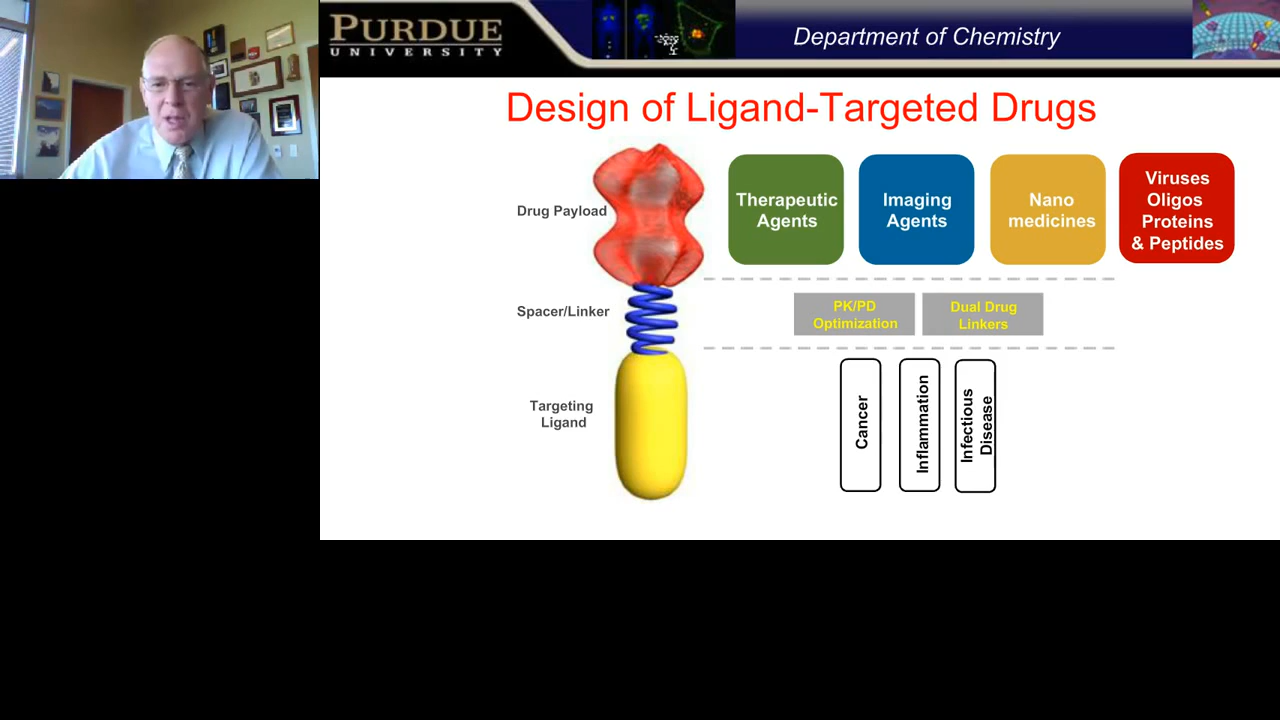 PURDUE
UNIVERSITY
Department of Chemistry
Design of Ligand-Targeted Drugs
Drug Payload
Therapeutic
Agents
Imaging
Agents
Nano
medicines
Viruses
Oligos
Proteins
& Peptides
Spacer/Linker
PK/PD
Optimization
Dual Drug
Linkers
Targeting
Ligand
Cancer
Inflammation
Infectious
Disease